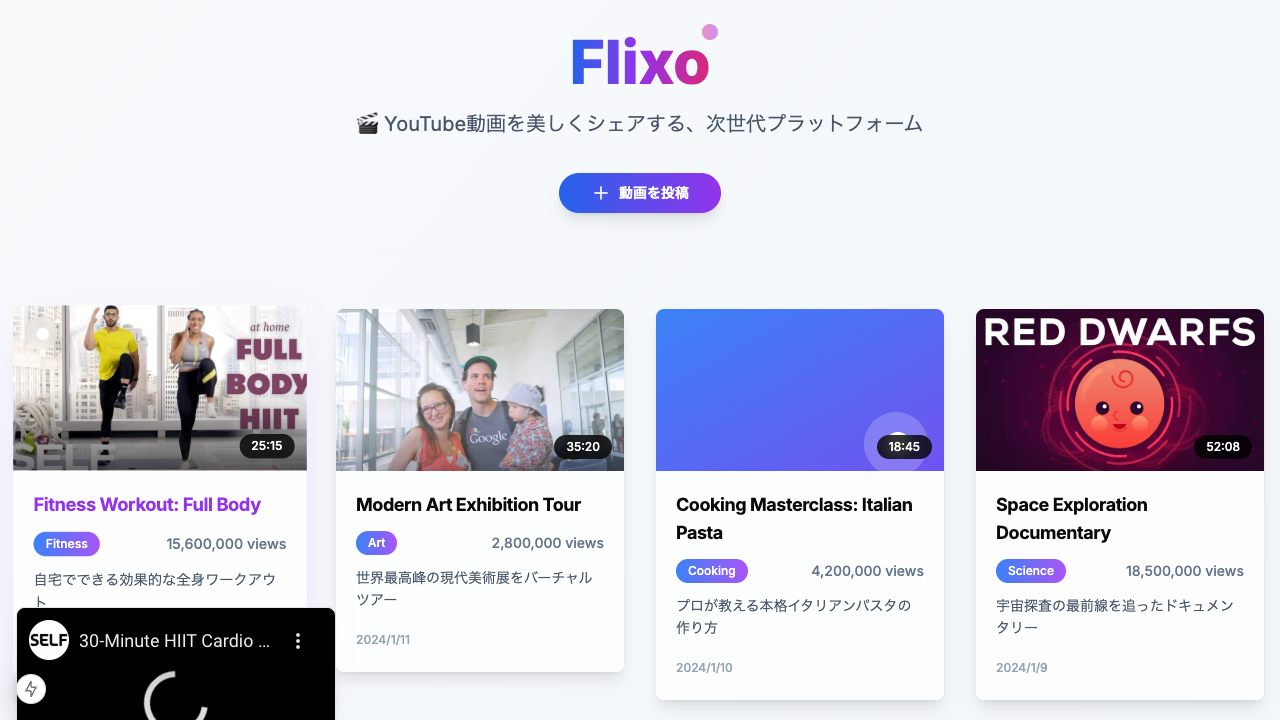 Flixo
🎬 YouTube動画を美しくシェアする、次世代プラットフォーム
動画を投稿
at home
FULL
BODY
HIIT
SELF
25:15
Fitness Workout: Full Body
Fitness
15,600,000 views
自宅でできる効果的な全身ワークアウ
ト
SELF
30-Minute HIIT Cardio ...
Google
35:20
Modern Art Exhibition Tour
Art
2,800,000 views
世界最高峰の現代美術展をバーチャル
ツアー
2024/1/11
18:45
Cooking Masterclass: Italian
Pasta
Cooking
4,200,000 views
プロが教える本格イタリアンパスタの
作り方
2024/1/10
RED DWARFS
52:08
Space Exploration
Documentary
Science
18,500,000 views
宇宙探査の最前線を追ったドキュメン
タリー
2024/1/9